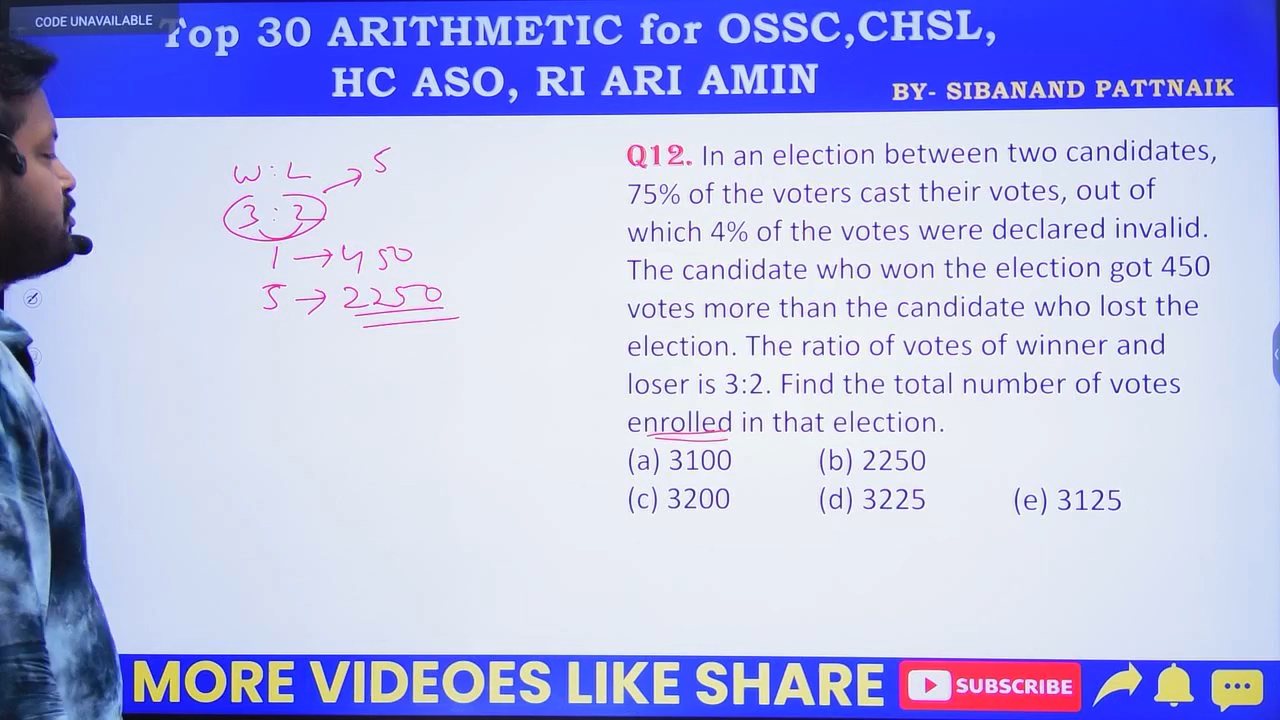 CODE UNAVAILABLE
Top 30 ARITHMETIC for OSSC,CHSL,
HC ASO, RI ARI AMIN
BY- SIBANAND PATTNAIK
W : L → 5
3 : 2
1 → 450
5 → 2250
Q12. In an election between two candidates,
75% of the voters cast their votes, out of
which 4% of the votes were declared invalid.
The candidate who won the election got 450
votes more than the candidate who lost the
election. The ratio of votes of winner and
loser is 3:2. Find the total number of votes
enrolled in that election.
(a) 3100 (b) 2250
(c) 3200 (d) 3225 (e) 3125
MORE VIDEOES LIKE SHARE
SUBSCRIBE